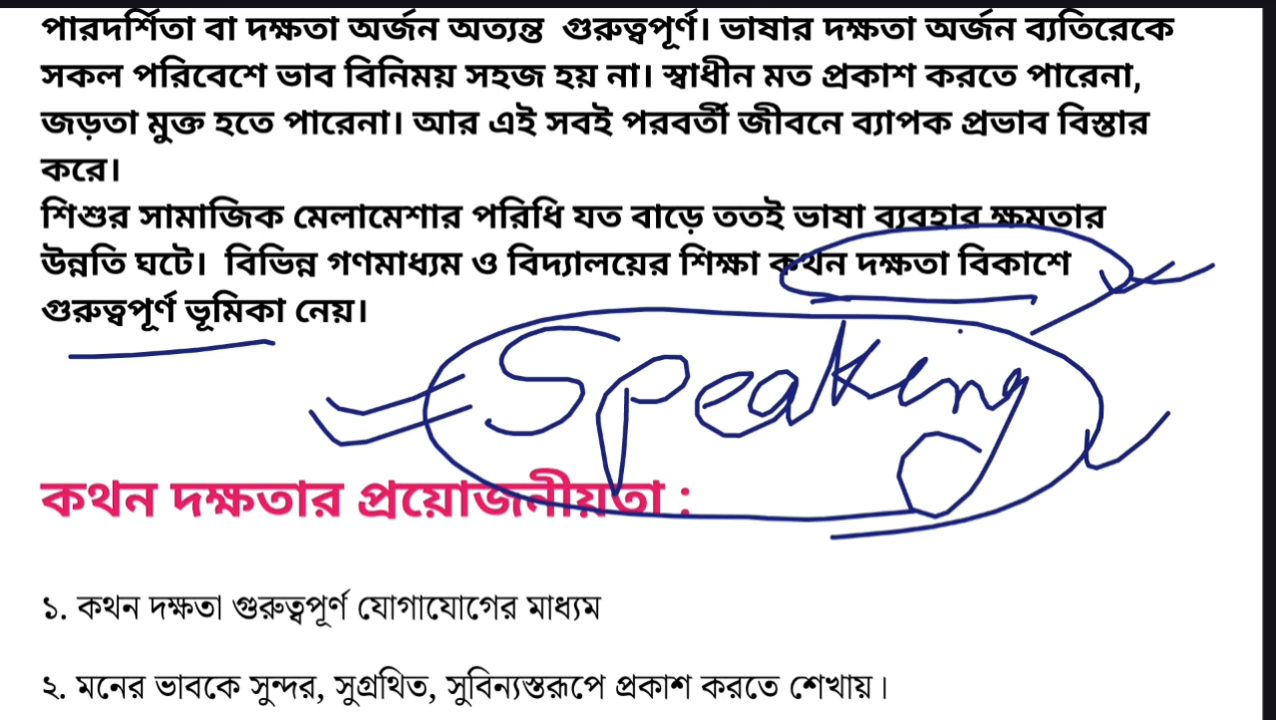 পারদর্শিতা বা দক্ষতা অর্জন অত্যন্ত গুরুত্বপূর্ণ। ভাষার দক্ষতা অর্জন ব্যতিরেকে
সকল পরিবেশে ভাব বিনিময় সহজ হয় না। স্বাধীন মত প্রকাশ করতে পারেনা,
জড়তা মুক্ত হতে পারেনা। আর এই সবই পরবর্তী জীবনে ব্যাপক প্রভাব বিস্তার
করে।
শিশুর সামাজিক মেলামেশার পরিধি যত বাড়ে ততই ভাষা ব্যবহার ক্ষমতার
উন্নতি ঘটে। বিভিন্ন গণমাধ্যম ও বিদ্যালয়ের শিক্ষা কথন দক্ষতা বিকাশে
গুরুত্বপূর্ণ ভূমিকা নেয়।
Speaking
কথন দক্ষতার প্রয়োজনীয়তা :
১. কথন দক্ষতা গুরুত্বপূর্ণ যোগাযোগের মাধ্যম
২. মনের ভাবকে সুন্দর, সুগ্রথিত, সুবিন্যস্তরূপে প্রকাশ করতে শেখায়।